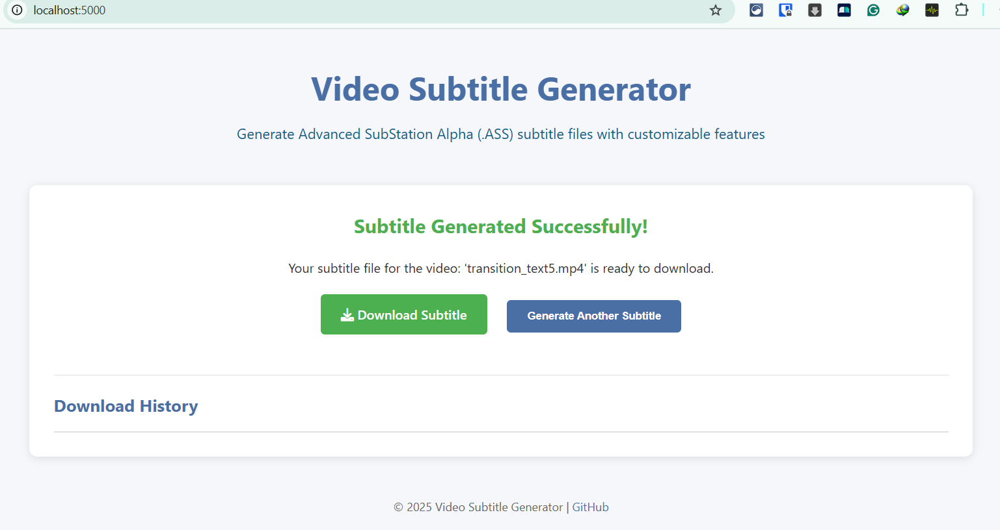 localhost:5000
Video Subtitle Generator
Generate Advanced SubStation Alpha (.ASS) subtitle files with customizable features
Subtitle Generated Successfully!
Your subtitle file for the video: 'transition_text5.mp4' is ready to download.
Download Subtitle
Generate Another Subtitle
Download History
© 2025 Video Subtitle Generator | GitHub